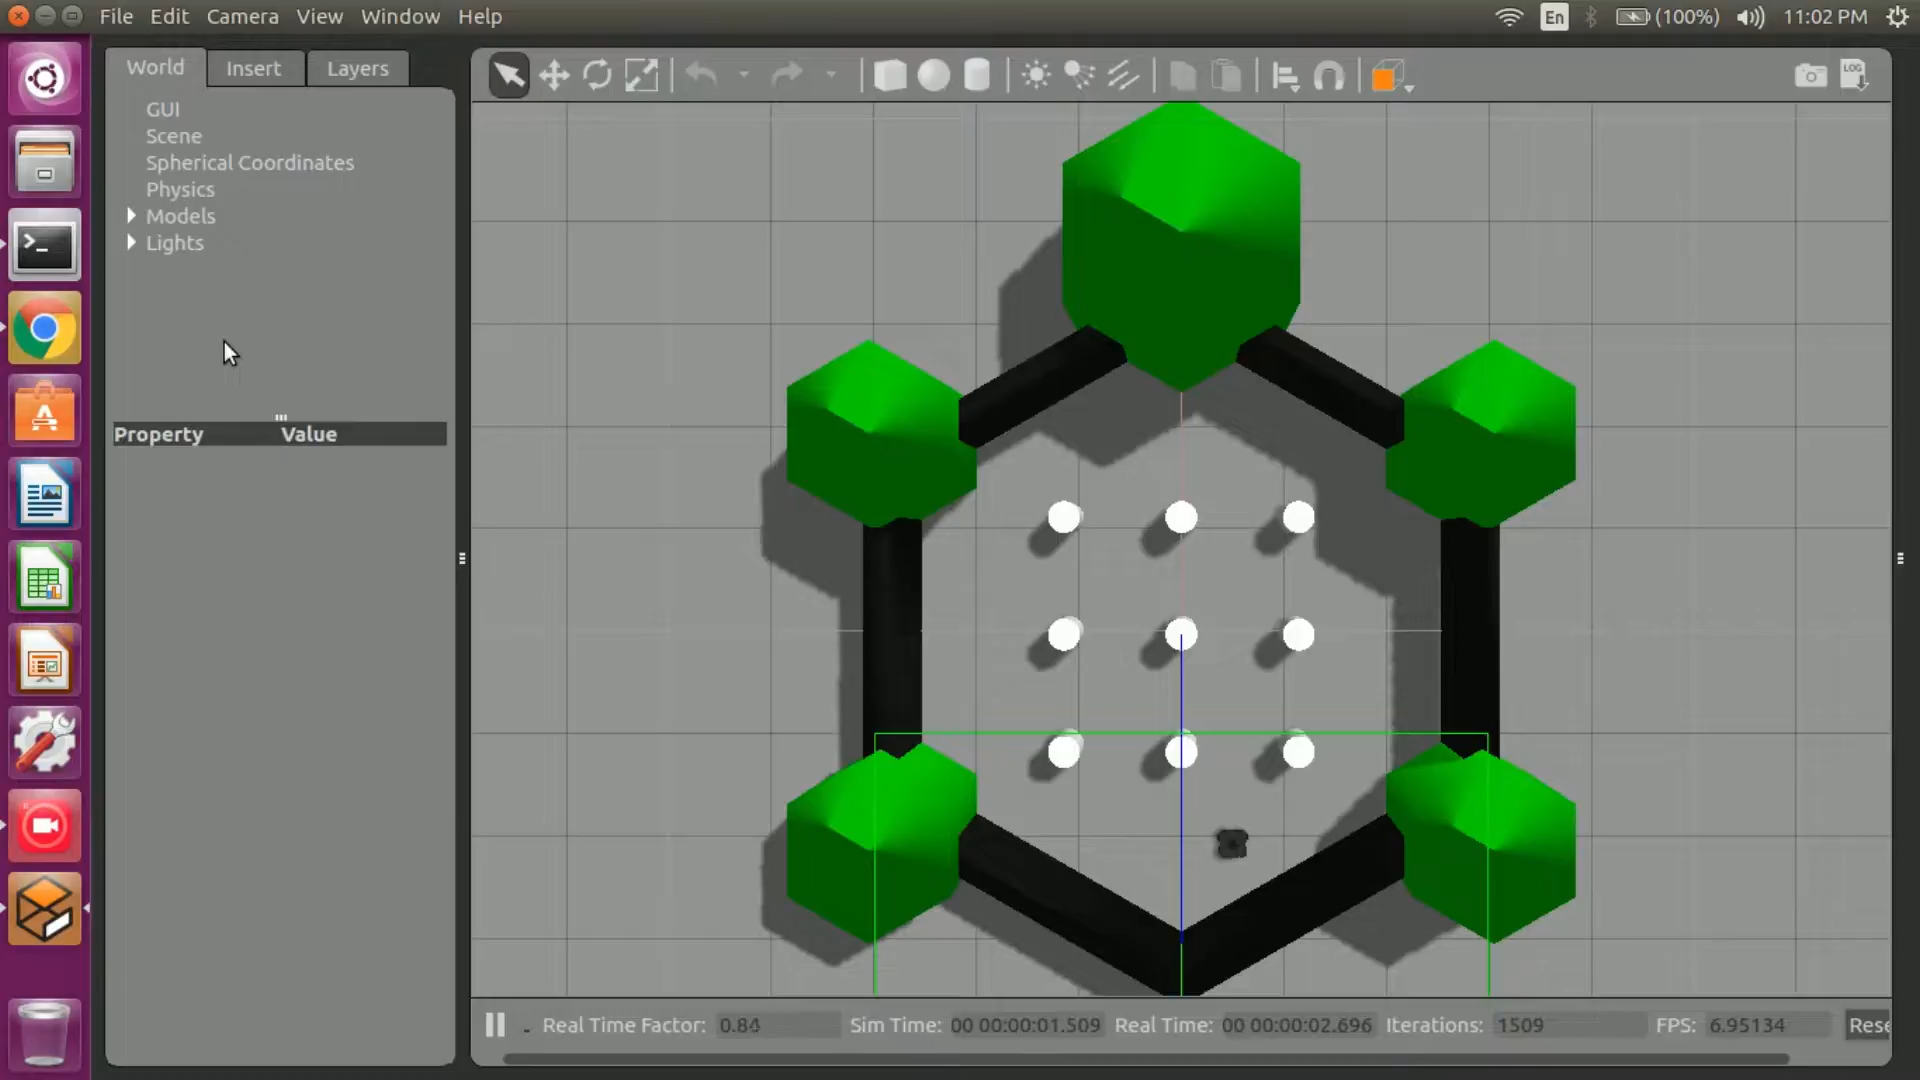 File Edit Camera View Window Help
En (100%) 11:02 PM
World Insert Layers
LOG
GUI
Scene
Spherical Coordinates
Physics
Models
Lights
Property Value
Real Time Factor: 0.84 Sim Time: 00 00:00:01.509 Real Time: 00 00:00:02.696 Iterations: 1509 FPS: 6.95134 Rese